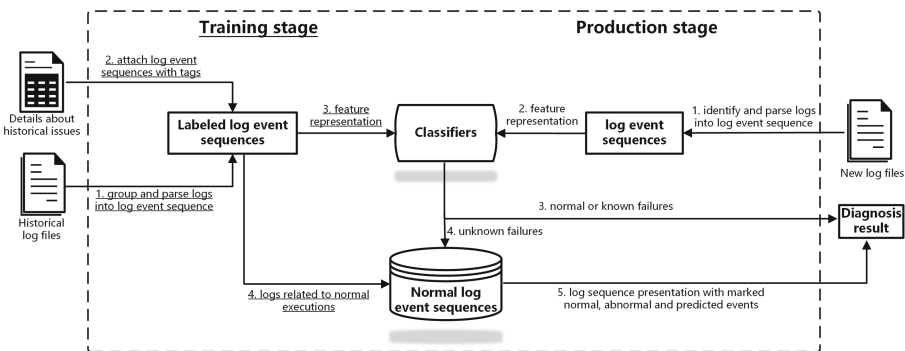 Training stage
Production stage
2. attach log event
sequences with tags
Details about
historical issues
Labeled log event
sequences
3. feature
representation
Classifiers
2. feature
representation
log event
sequences
1. identify and parse logs
into log event sequence
New log files
Historical
log files
1. group and parse logs
into log event sequence
3. normal or known failures
Diagnosis
result
4. unknown failures
4. logs related to normal
executions
Normal log
event sequences
5. log sequence presentation with marked
normal, abnormal and predicted events